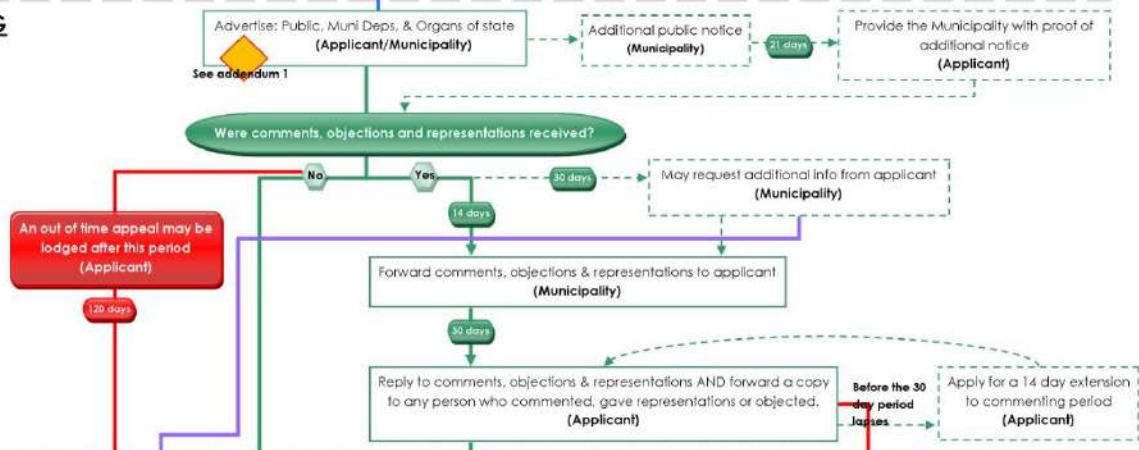 G
Advertise: Public, Muni Deps, & Organs of state
(Applicant/Municipality)
See addendum 1
Additional public notice
(Municipality)
21 days
Provide the Municipality with proof of
additional notice
(Applicant)
Were comments, objections and representations received?
No
Yes
30 days
May request additional info from applicant
(Municipality)
An out of time appeal may be
lodged after this period
(Applicant)
14 days
120 days
Forward comments, objections & representations to applicant
(Municipality)
30 days
Reply to comments, objections & representations AND forward a copy
to any person who commented, gave representations or objected.
(Applicant)
Before the 30
day period
lapses
Apply for a 14 day extension
to commenting period
(Applicant)